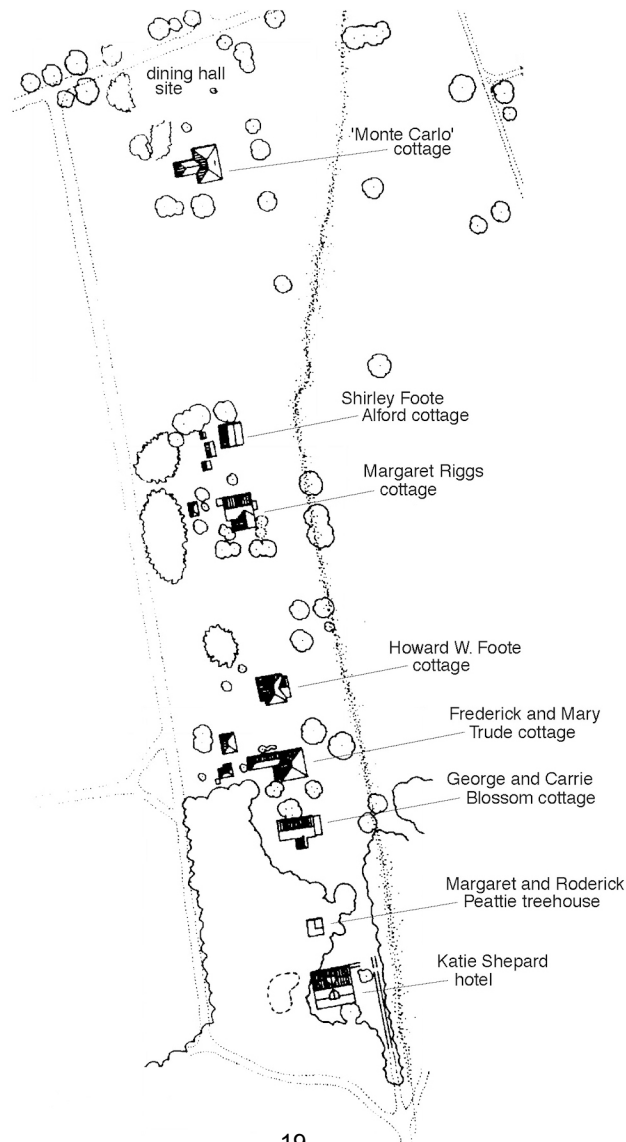 dining hall
site
'Monte Carlo'
cottage
Shirley Foote
Alford cottage
Margaret Riggs
cottage
Howard W. Foote
cottage
Frederick and Mary
Trude cottage
George and Carrie
Blossom cottage
Margaret and Roderick
Peattie treehouse
Katie Shepard
hotel
19